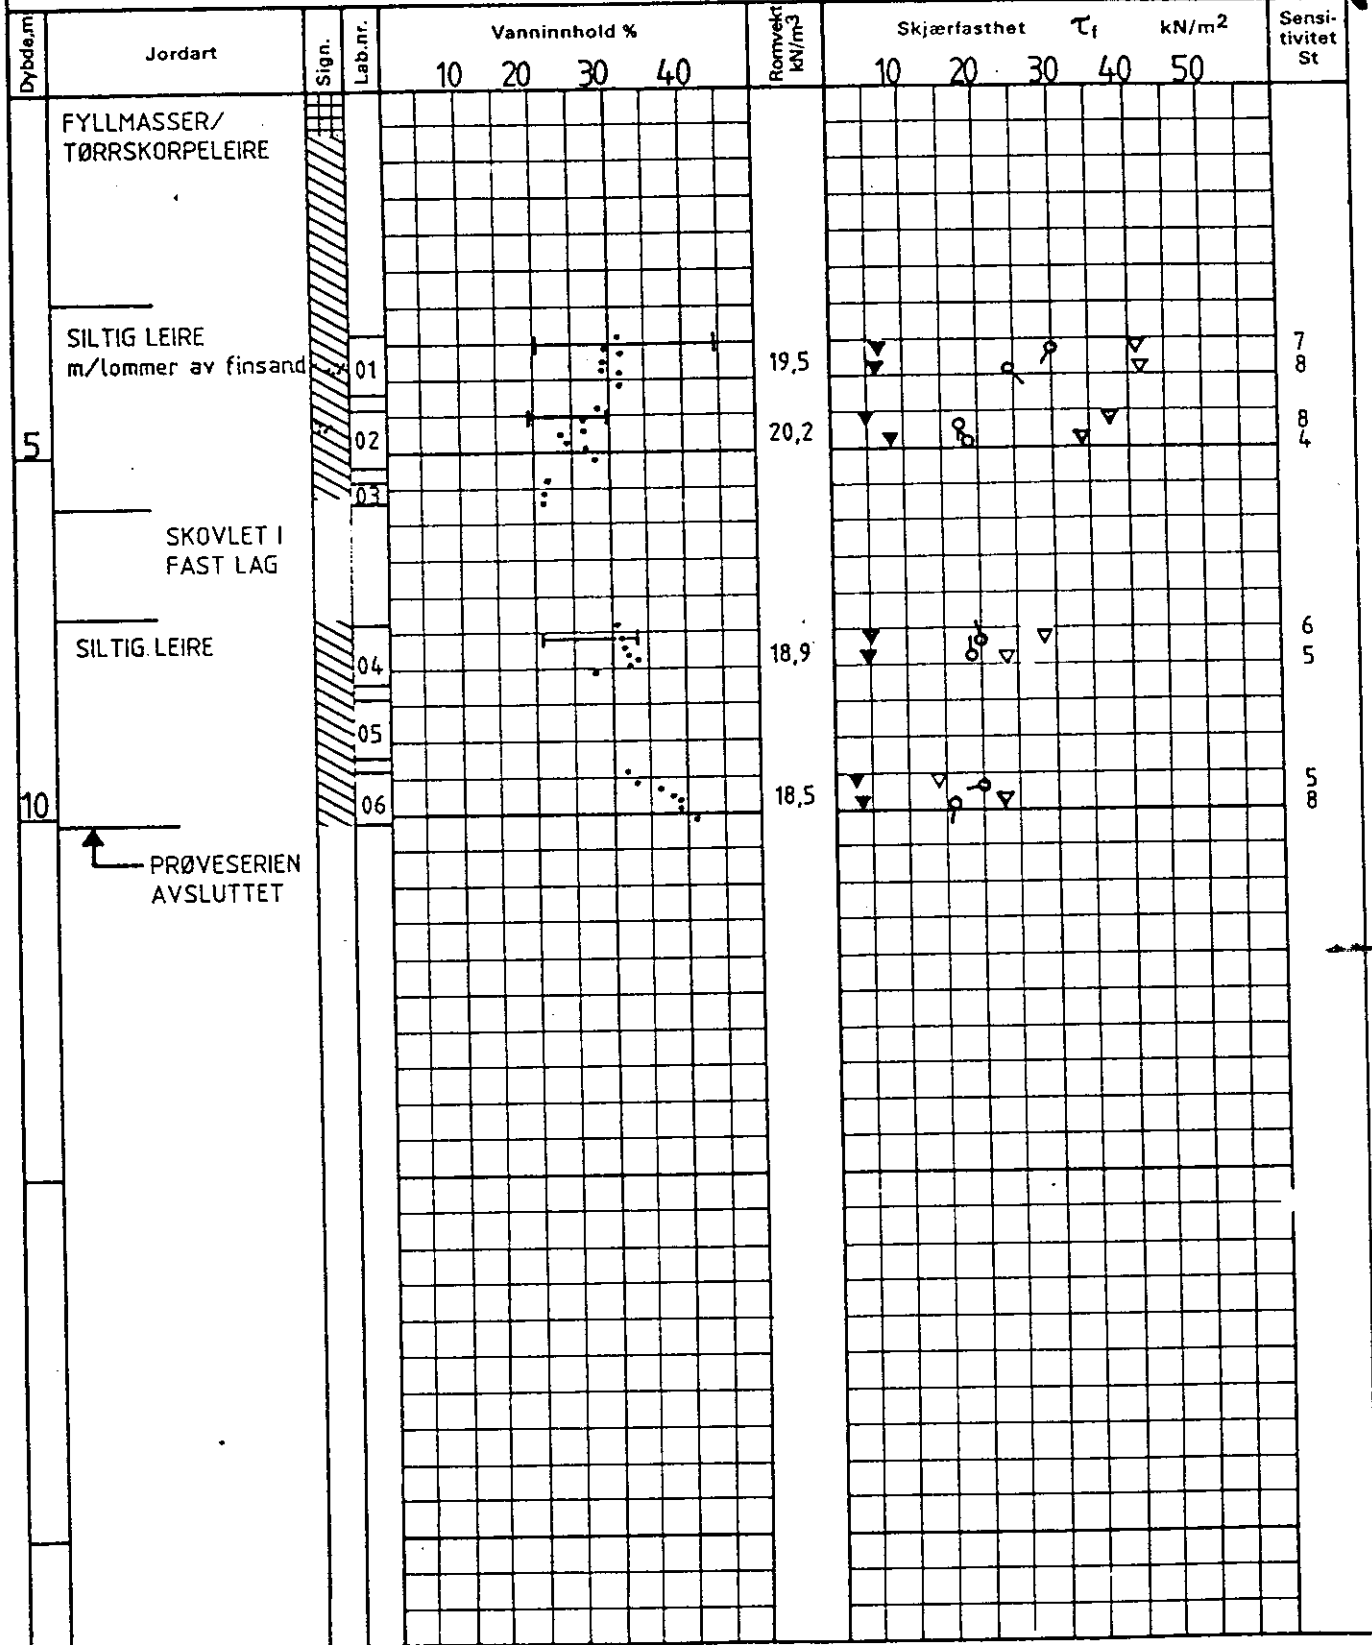 Dybde,m
Jordart
Sign.
Lab.nr.
Vanninnhold %
10 20 30 40
Romvekt kN/m³
Skjærfasthet τf kN/m²
10 20 30 40 50
Sensi-
tivitet
St
FYLLMASSER/
TØRRSKORPELEIRE
SILTIG LEIRE
m/lommer av finsand
01
19,5
7
8
5
02
20,2
8
4
03
SKOVLET I
FAST LAG
SILTIG LEIRE
04
18,9
6
5
05
10
06
18,5
5
8
PRØVESERIEN
AVSLUTTET